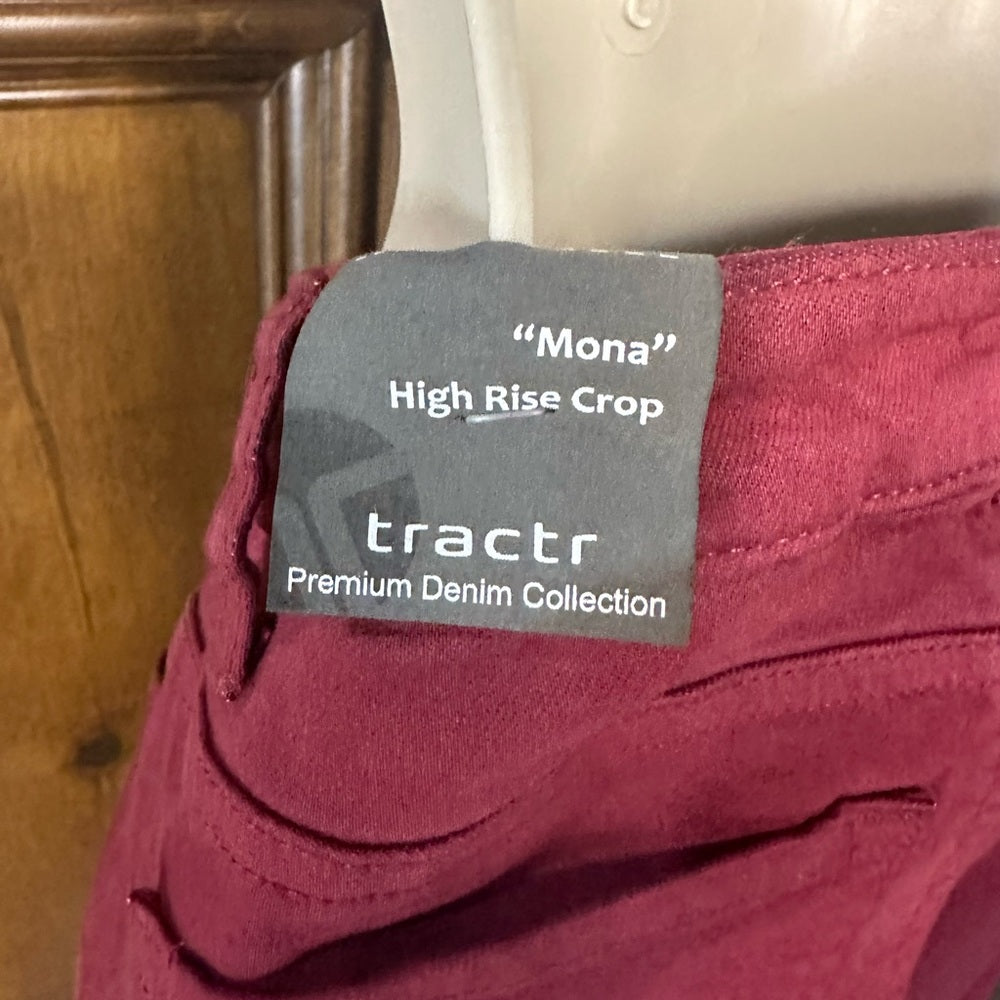 “Mona”
High Rise Crop
tractr
Premium Denim Collection